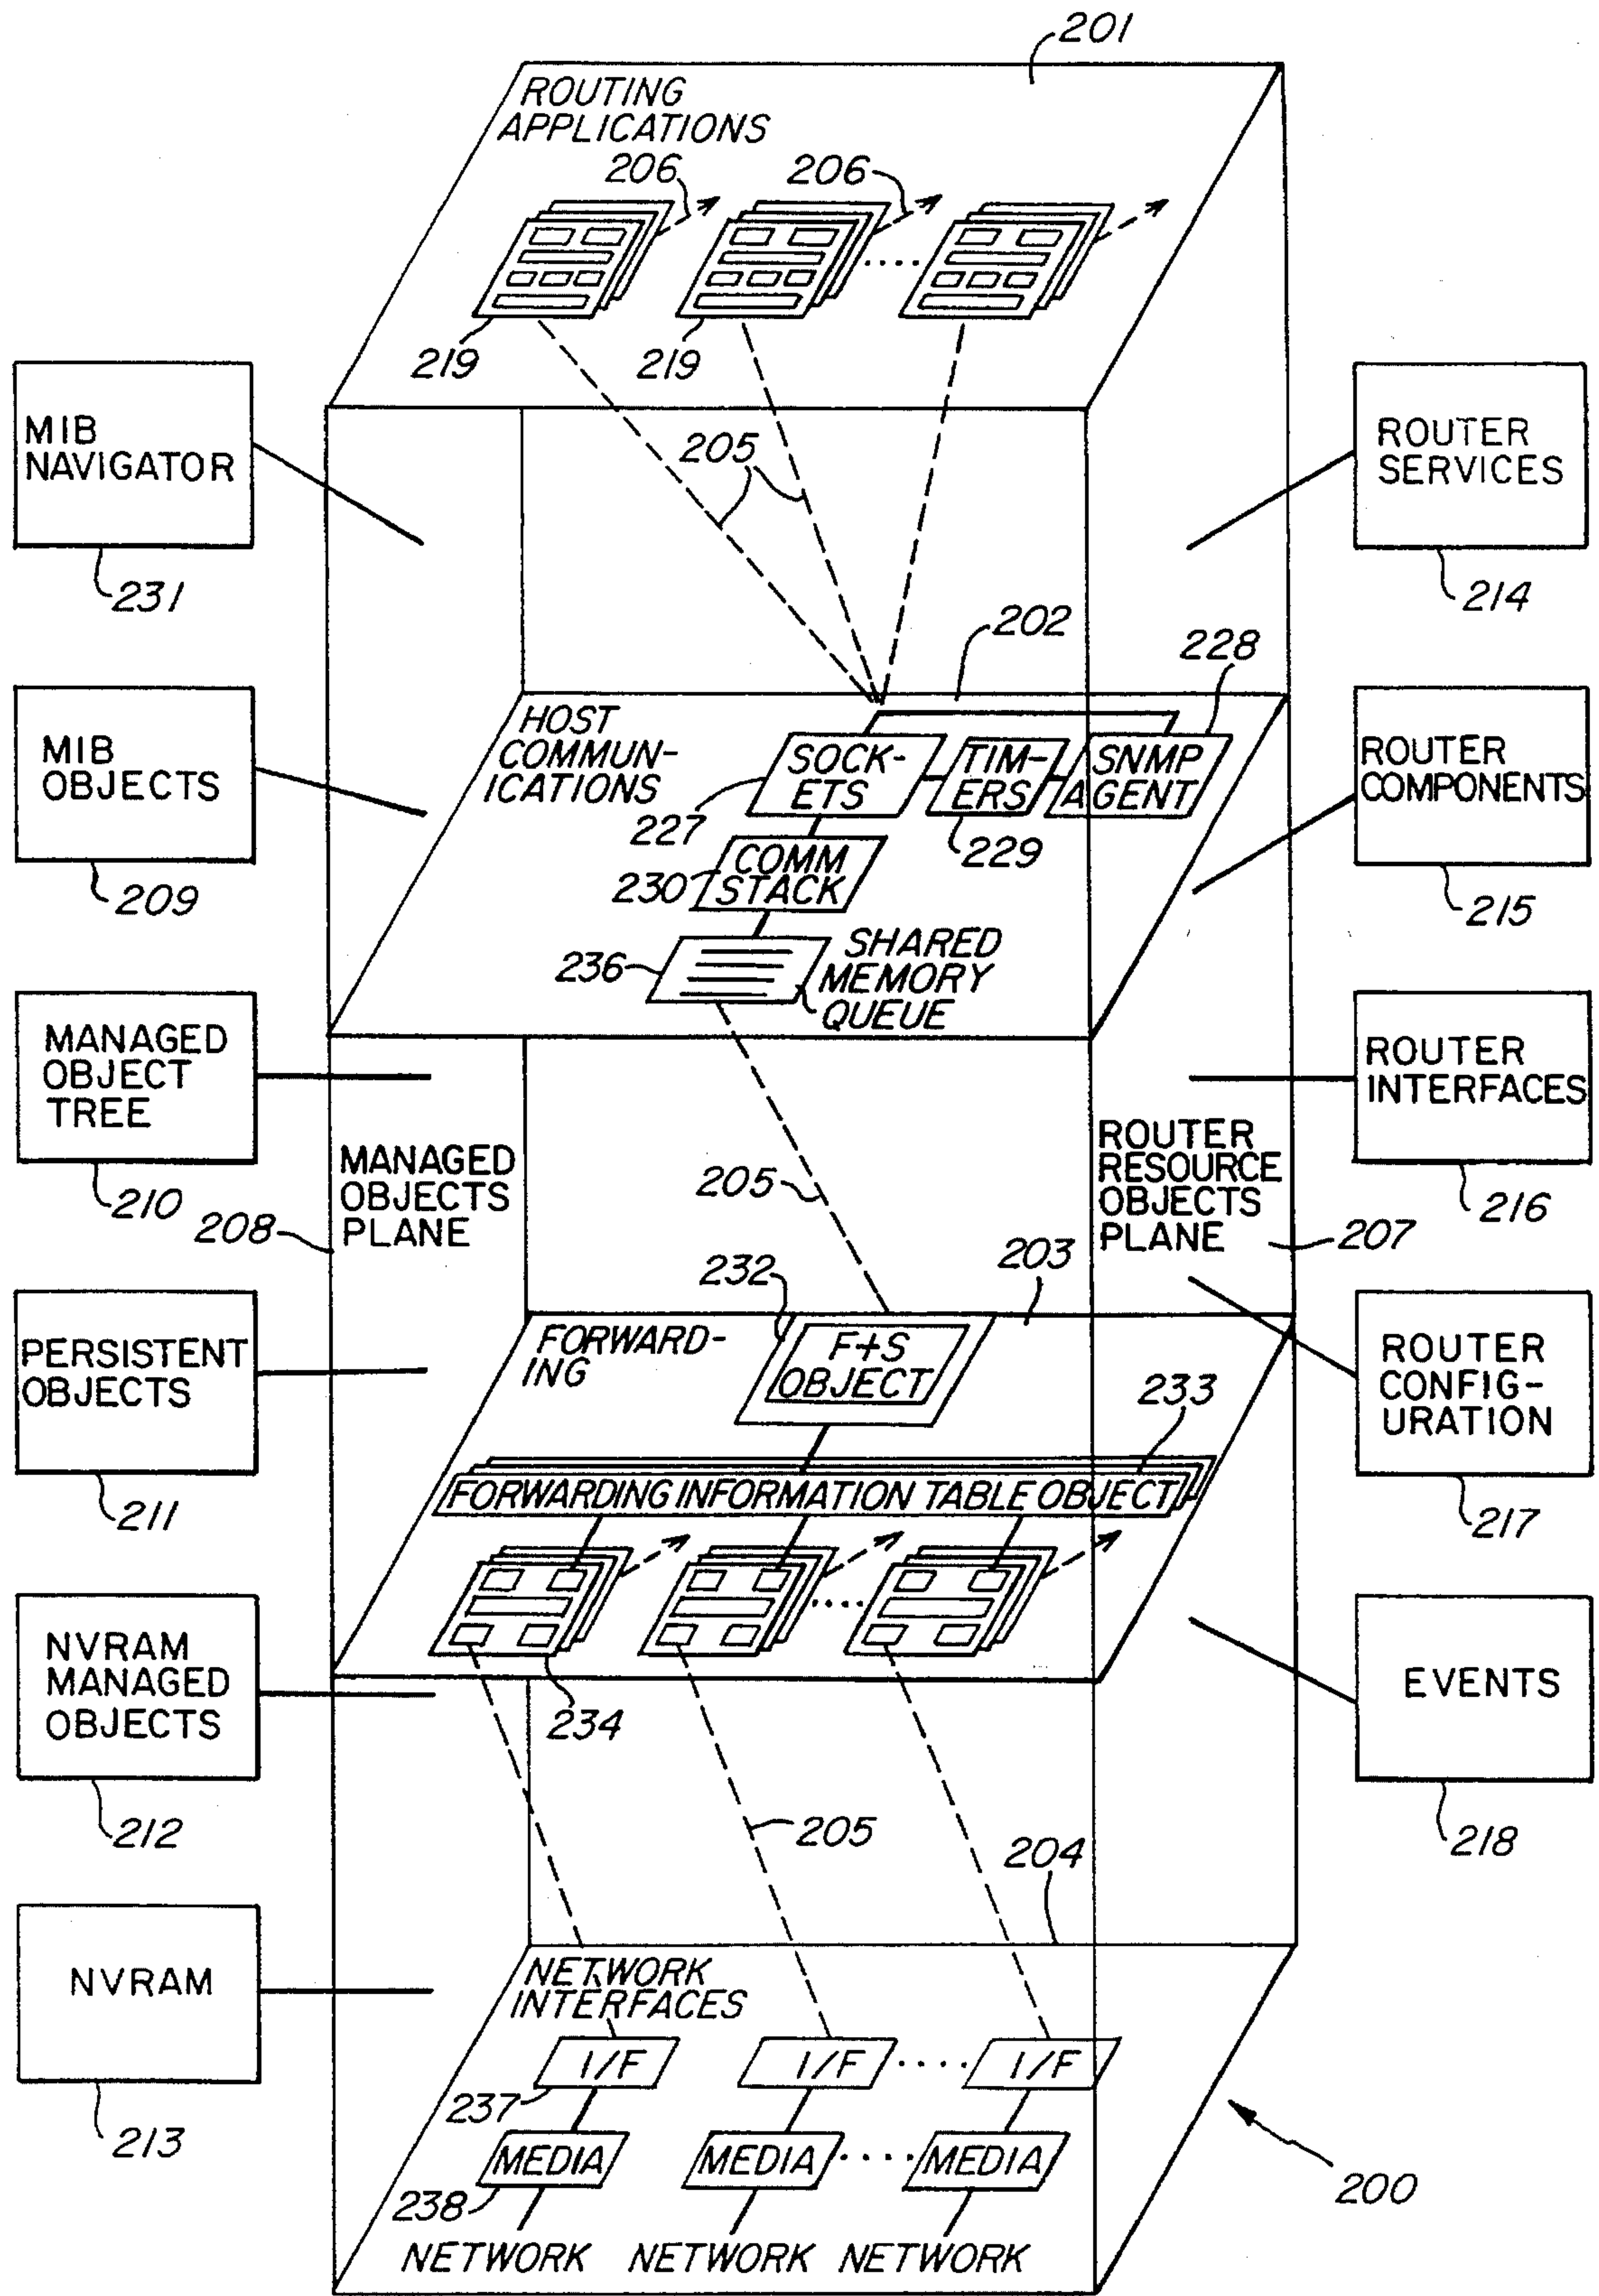 201
ROUTING
APPLICATIONS
206
206
219
219
MIB
NAVIGATOR
231
ROUTER
SERVICES
214
205
202
228
MIB
OBJECTS
209
HOST
COMMUN-
ICATIONS
SOCK-
ETS
TIM-
ERS
SNMP
AGENT
227
229
ROUTER
COMPONENTS
215
230
COMM
STACK
236
SHARED
MEMORY
QUEUE
MANAGED
OBJECT
TREE
210
ROUTER
INTERFACES
216
MANAGED
OBJECTS
PLANE
208
205
ROUTER
RESOURCE
OBJECTS
PLANE
207
203
232
PERSISTENT
OBJECTS
211
FORWARD-
ING
F+S
OBJECT
233
ROUTER
CONFIG-
URATION
217
FORWARDING INFORMATION TABLE OBJECT
234
NVRAM
MANAGED
OBJECTS
212
EVENTS
218
205
204
NVRAM
213
NETWORK
INTERFACES
I/F
I/F
I/F
237
MEDIA
MEDIA
MEDIA
238
200
NETWORK
NETWORK
NETWORK